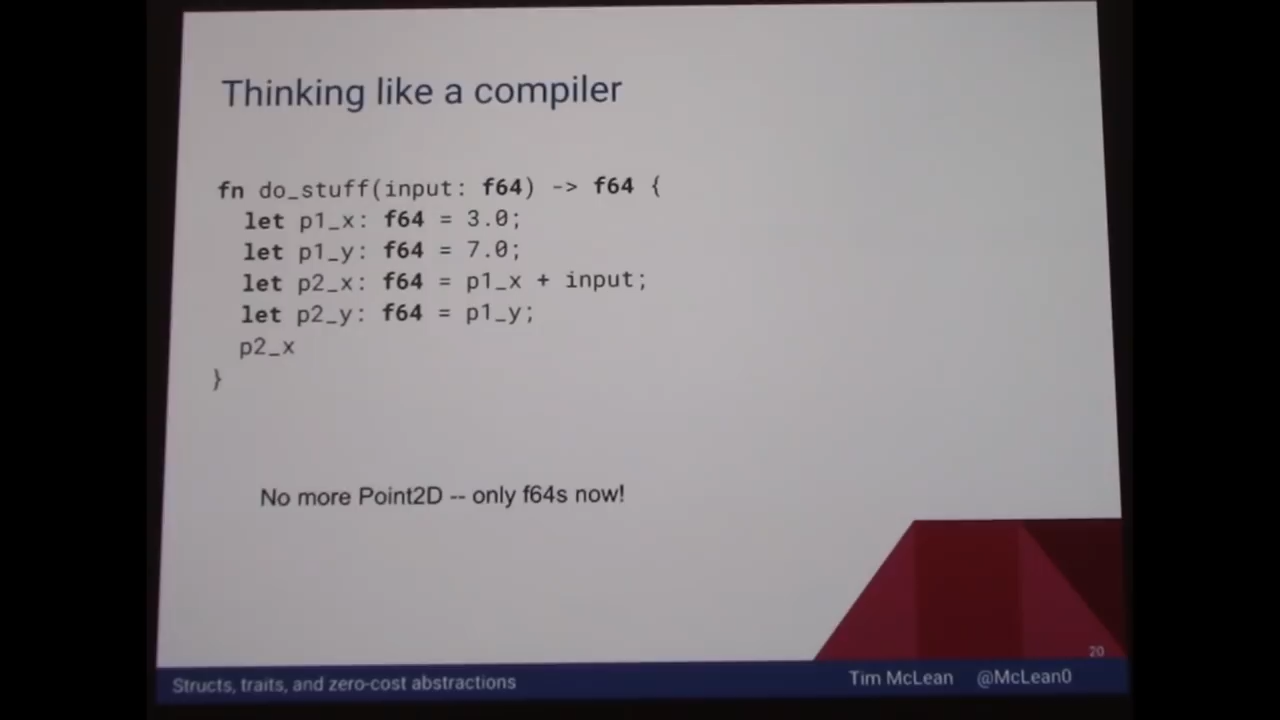 Thinking like a compiler
fn do_stuff(input: f64) -> f64 {
let p1_x: f64 = 3.0;
let p1_y: f64 = 7.0;
let p2_x: f64 = p1_x + input;
let p2_y: f64 = p1_y;
p2_x
}
No more Point2D -- only f64s now!
20
Structs, traits, and zero-cost abstractions
Tim McLean @McLean0